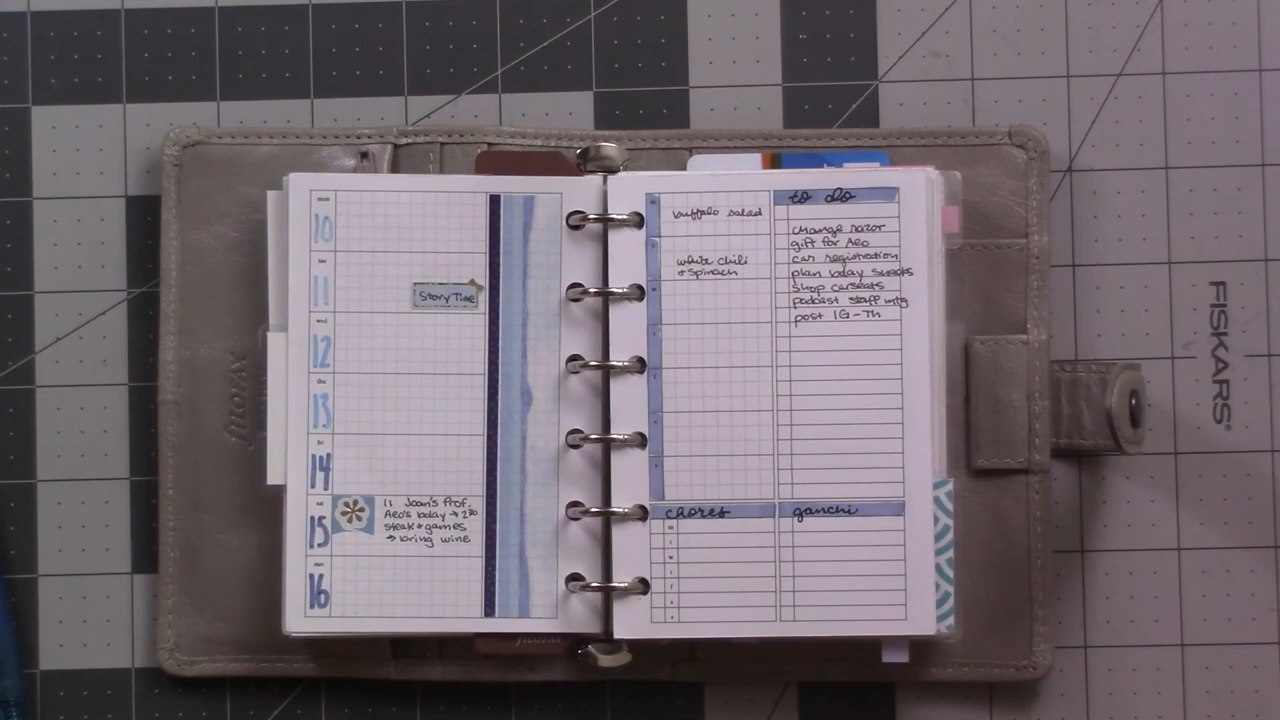 mon
10
tue
11
Story Time
wed
12
thu
13
fri
14
sat
15
11 Joan's Prof.
Aeo's bday → 2³⁰
steak + games
→ bring wine
sun
16
buffalo salad
white chili
+ spinach
to do
change razor
gift for Aeo
car registration
plan bday snacks
shop carseats
podcast staff mtg
post IG-Th
chores
ganchi
filofax
FISKARS